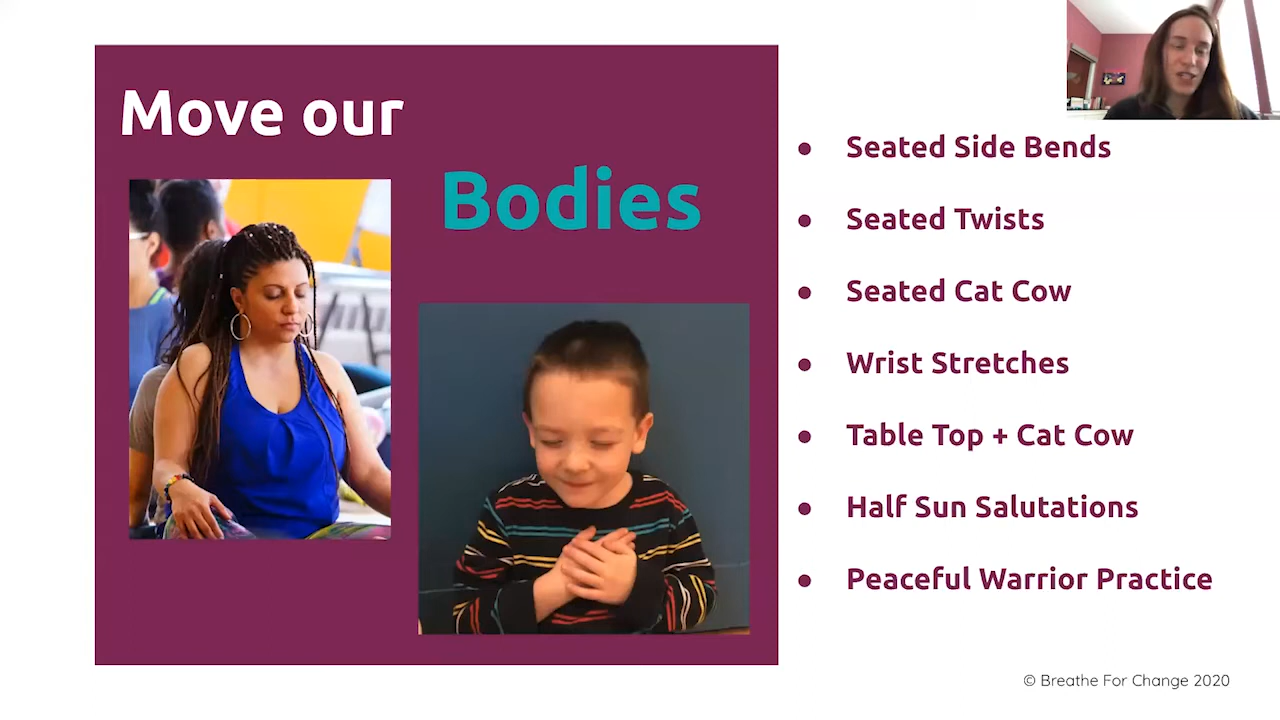 Move our
Bodies
● Seated Side Bends
● Seated Twists
● Seated Cat Cow
● Wrist Stretches
● Table Top + Cat Cow
● Half Sun Salutations
● Peaceful Warrior Practice
© Breathe For Change 2020